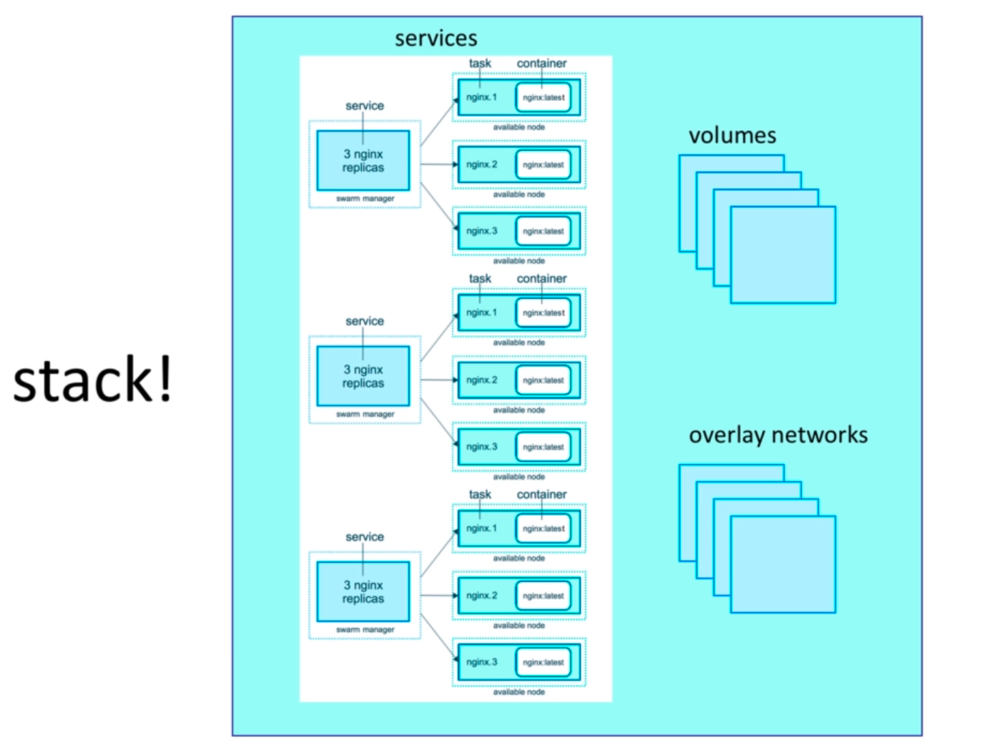 stack!
services
task container
nginx.1 nginx:latest
available node
service
3 nginx
replicas
swarm manager
nginx.2 nginx:latest
available node
nginx.3 nginx:latest
available node
task container
nginx.1 nginx:latest
available node
service
3 nginx
replicas
swarm manager
nginx.2 nginx:latest
available node
nginx.3 nginx:latest
available node
task container
nginx.1 nginx:latest
available node
service
3 nginx
replicas
swarm manager
nginx.2 nginx:latest
available node
nginx.3 nginx:latest
available node
volumes
overlay networks